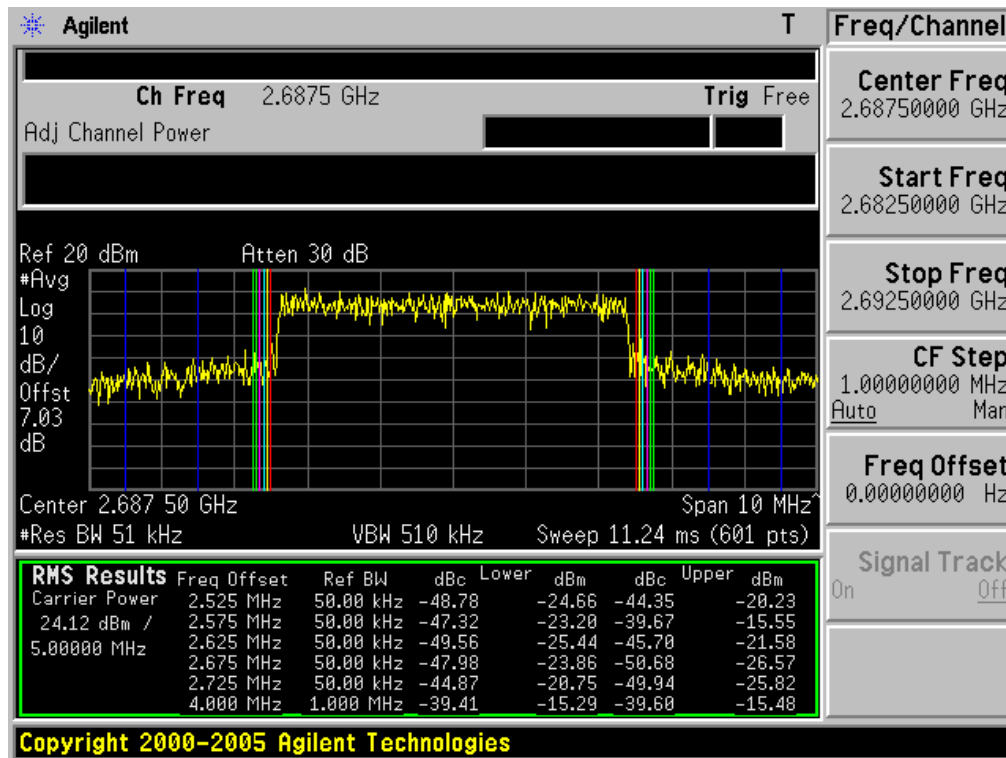 Agilent T Freq/Channel
Ch Freq 2.6875 GHz Trig Free
Adj Channel Power
Center Freq
2.68750000 GHz
Start Freq
2.68250000 GHz
Stop Freq
2.69250000 GHz
CF Step
1.00000000 MHz
Auto Man
Freq Offset
0.00000000 Hz
Signal Track
On Off
Ref 20 dBm Atten 30 dB
#Avg
Log
10
dB/
Offst
7.03
dB
Center 2.687 50 GHz Span 10 MHz^
#Res BW 51 kHz VBW 510 kHz Sweep 11.24 ms (601 pts)
RMS Results Freq Offset Ref BW dBc Lower dBm dBc Upper dBm
Carrier Power 2.525 MHz 50.00 kHz -48.78 -24.66 -44.35 -20.23
24.12 dBm / 2.575 MHz 50.00 kHz -47.32 -23.20 -39.67 -15.55
5.00000 MHz 2.625 MHz 50.00 kHz -49.56 -25.44 -45.70 -21.58
2.675 MHz 50.00 kHz -47.98 -23.86 -50.68 -26.57
2.725 MHz 50.00 kHz -44.87 -20.75 -49.94 -25.82
4.000 MHz 1.000 MHz -39.41 -15.29 -39.60 -15.48
Copyright 2000-2005 Agilent Technologies